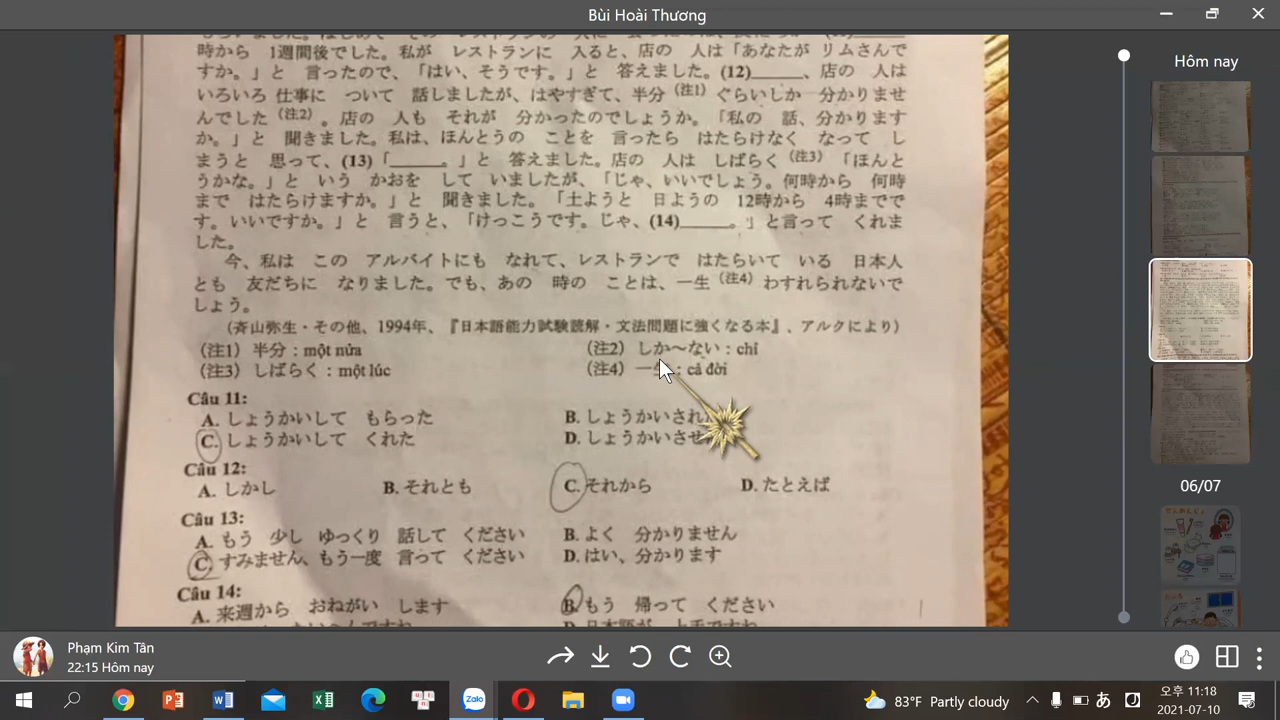 Bùi Hoài Thương
Hôm nay
時から 1週間後でした。私が レストランに 入ると、店の 人は「あなたが リムさんで
すか。」と 言ったので、「はい、そうです。」と 答えました。(12)______、店の 人は
いろいろ 仕事に ついて 話しましたが、はやすぎて、半分(注1) ぐらいしか 分かりませ
んでした(注2)。店の 人も それが 分かったのでしょうか。「私の 話、分かります
か。」と 聞きました。私は、ほんとうの ことを 言ったら はたらけなく なって し
まうと 思って、(13)「______。」と 答えました。店の 人は しばらく(注3)「ほんと
うかな。」と いう かおを して いましたが、「じゃ、いいでしょう。何時から 何時
まで はたらけますか。」と 聞きました。「土ようと 日ようの 12時から 4時までで
す。いいですか。」と 言うと、「けっこうです。じゃ、(14)______。」と言って くれま
した。
今、私は この アルバイトにも なれて、レストランで はたらいて いる 日本人
とも 友だちに なりました。でも、あの 時の ことは、一生(注4) わすれられないで
しょう。
(斉山弥生・その他、1994年、『日本語能力試験読解・文法問題に強くなる本』、アルクにより)
(注1) 半分 : một nửa (注2) しか～ない : chỉ
(注3) しばらく : một lúc (注4) 一生 : cả đời
Câu 11:
A. しょうかいして もらった B. しょうかいされ
C. しょうかいして くれた D. しょうかいさせ
Câu 12:
A. しかし B. それとも C. それから D. たとえば
Câu 13:
A. もう 少し ゆっくり 話して ください B. よく 分かりません
C. すみません、もう一度 言って ください D. はい、分かります
Câu 14:
A. 来週から おねがい します B. もう 帰って ください
06/07
Phạm Kim Tân
22:15 Hôm nay
Zalo
83°F Partly cloudy
あ
오후 11:18
2021-07-10